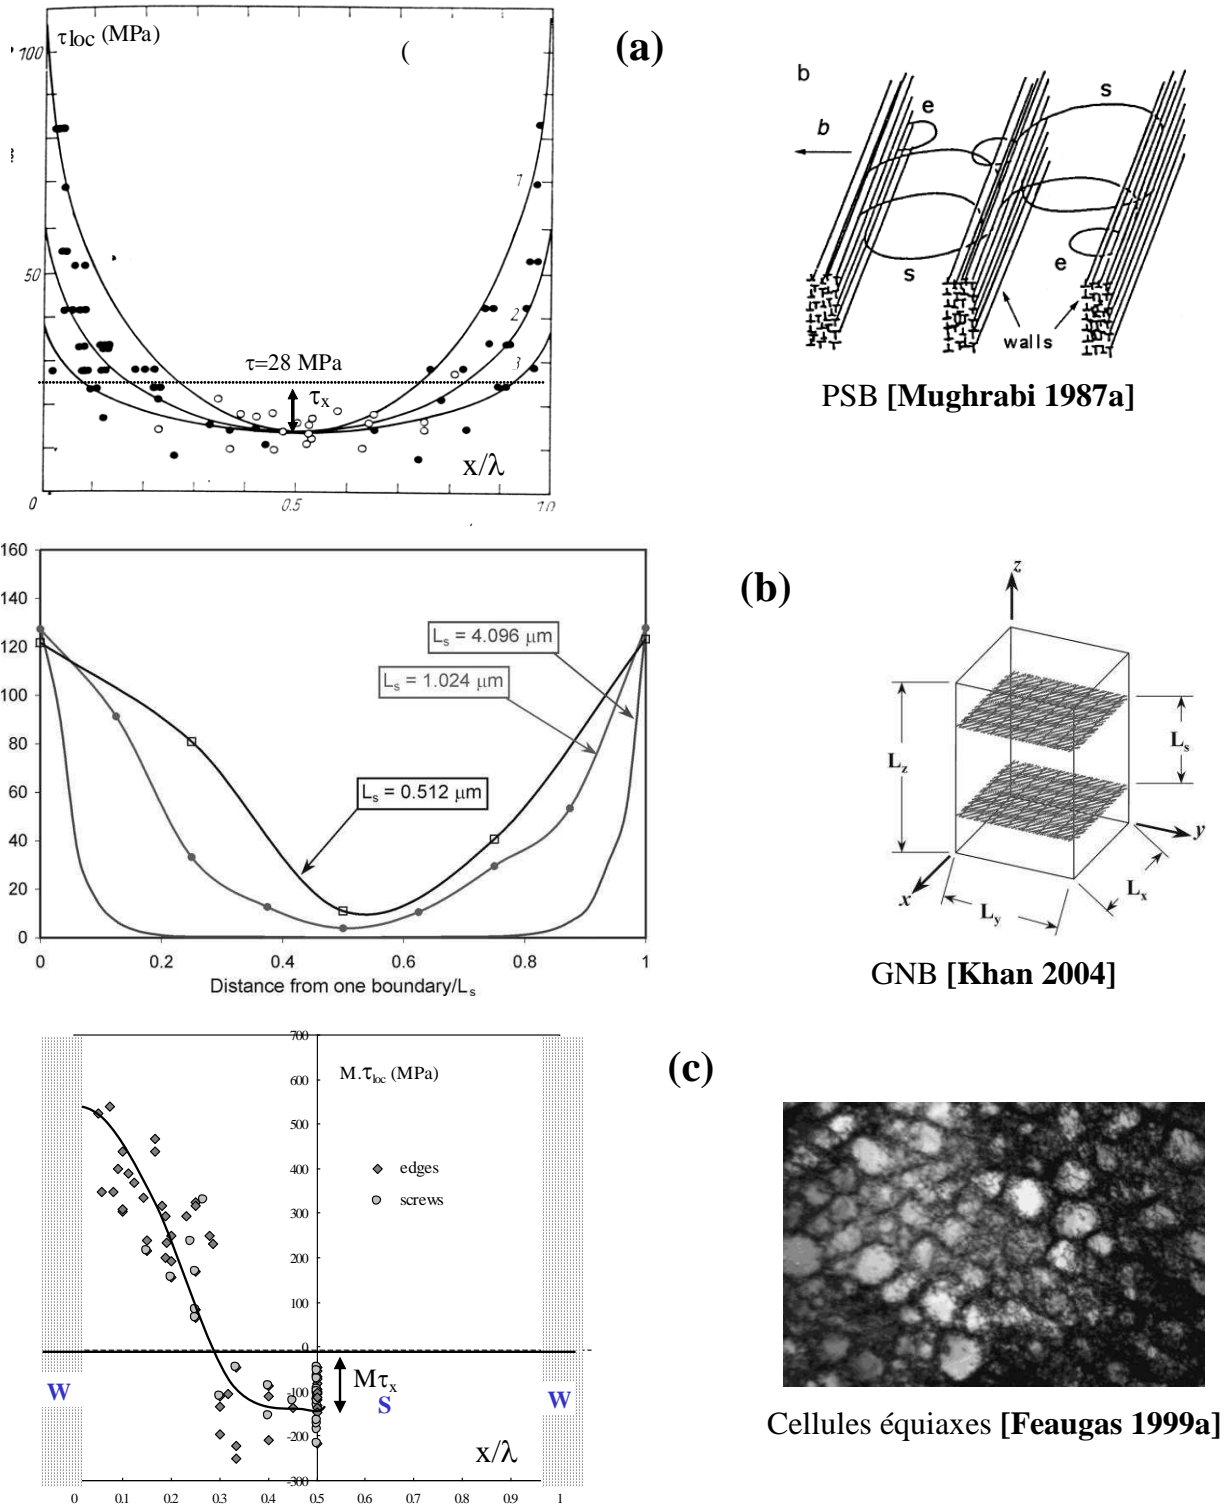 τloc (MPa)
(
(a)
100
50
1
2
3
τ=28 MPa
τx
x/λ
0
0.5
1.0
b
b
e
s
s
e
walls
PSB [Mughrabi 1987a]
160
140
120
100
80
60
40
20
0
Ls = 4.096 μm
Ls = 1.024 μm
Ls = 0.512 μm
0 0.2 0.4 0.6 0.8 1
Distance from one boundary/Ls
(b)
z
Lz
Ls
y
x
Ly
Lx
GNB [Khan 2004]
700
600
500
400
300
200
100
0
-100
-200
-300
M.τloc (MPa)
edges
screws
W
Mτx
S
W
x/λ
0 0.1 0.2 0.3 0.4 0.5 0.6 0.7 0.8 0.9 1
(c)
Cellules équiaxes [Feaugas 1999a]